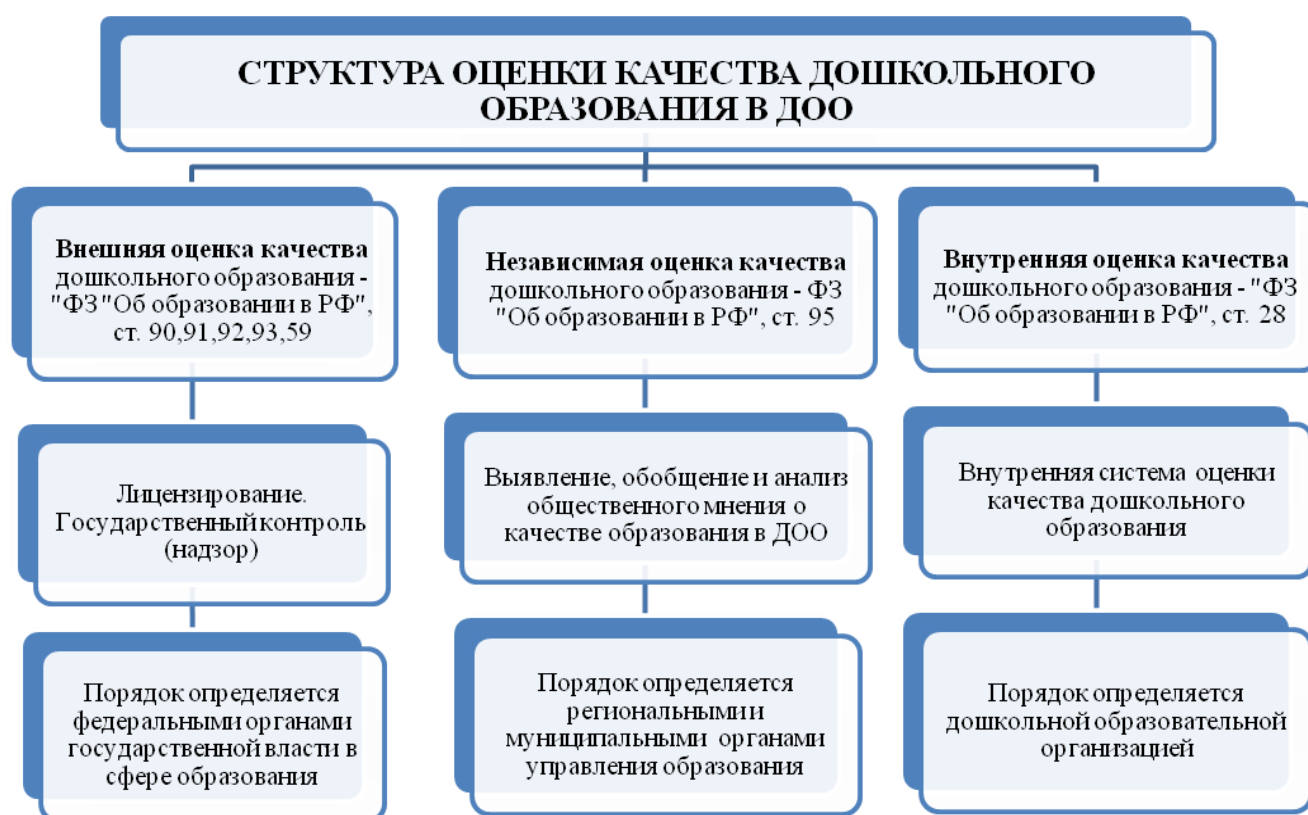 СТРУКТУРА ОЦЕНКИ КАЧЕСТВА ДОШКОЛЬНОГО
ОБРАЗОВАНИЯ В ДОО
Внешняя оценка качества
дошкольного образования -
"ФЗ"Об образовании в РФ",
ст. 90,91,92,93,59
Лицензирование.
Государственный контроль
(надзор)
Порядок определяется
федеральными органами
государственной власти в
сфере образования
Независимая оценка качества
дошкольного образования - ФЗ
"Об образовании в РФ", ст. 95
Выявление, обобщение и анализ
общественного мнения о
качестве образования в ДОО
Порядок определяется
региональными и
муниципальными органами
управления образования
Внутренняя оценка качества
дошкольного образования - "ФЗ
"Об образовании в РФ", ст. 28
Внутренняя система оценки
качества дошкольного
образования
Порядок определяется
дошкольной образовательной
организацией